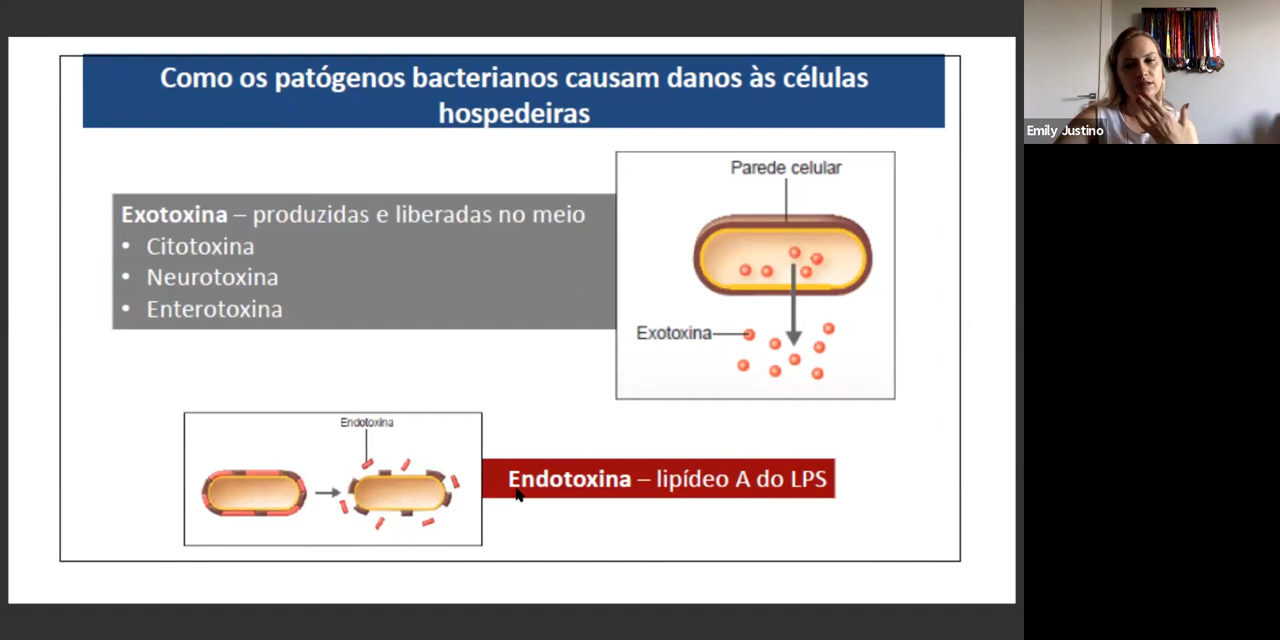 Como os patógenos bacterianos causam danos às células
hospedeiras
Exotoxina – produzidas e liberadas no meio
• Citotoxina
• Neurotoxina
• Enterotoxina
Parede celular
Exotoxina
Endotoxina
Endotoxina – lipídeo A do LPS
Emily Justino